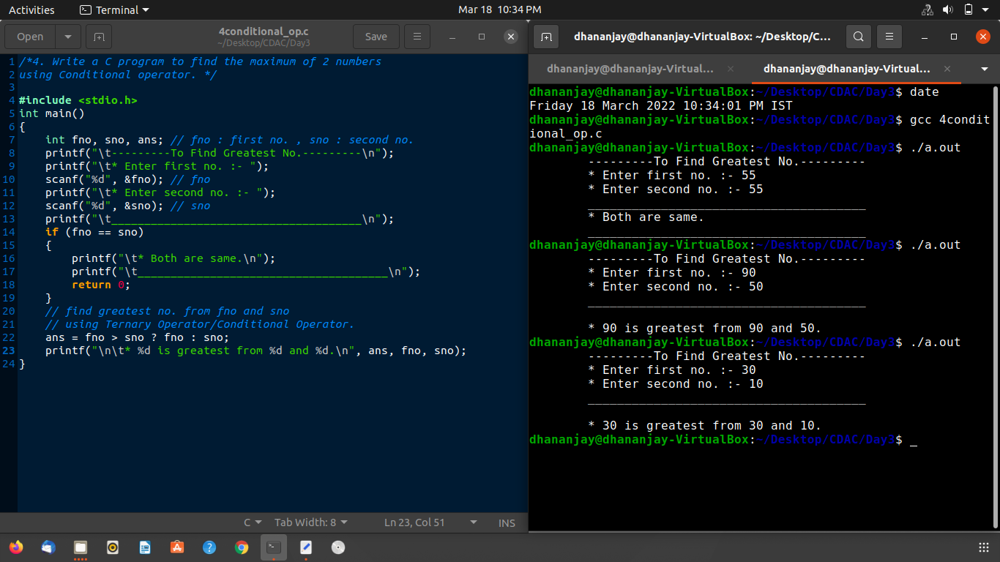 Activities Terminal Mar 18 10:34 PM
Open 4conditional_op.c Save
~/Desktop/CDAC/Day3
1 /*4. Write a C program to find the maximum of 2 numbers
2 using Conditional operator. */
3
4 #include <stdio.h>
5 int main()
6 {
7     int fno, sno, ans; // fno : first no. , sno : second no.
8     printf("\t---------To Find Greatest No.---------\n");
9     printf("\t* Enter first no. :- ");
10     scanf("%d", &fno); // fno
11     printf("\t* Enter second no. :- ");
12     scanf("%d", &sno); // sno
13     printf("\t______________________________________\n");
14     if (fno == sno)
15     {
16         printf("\t* Both are same.\n");
17         printf("\t______________________________________\n");
18         return 0;
19     }
20     // find greatest no. from fno and sno
21     // using Ternary Operator/Conditional Operator.
22     ans = fno > sno ? fno : sno;
23     printf("\n\t* %d is greatest from %d and %d.\n", ans, fno, sno);
24 }
C Tab Width: 8 Ln 23, Col 51 INS
dhananjay@dhananjay-VirtualBox: ~/Desktop/C...
dhananjay@dhananjay-Virtual... dhananjay@dhananjay-Virtual...
dhananjay@dhananjay-VirtualBox:~/Desktop/CDAC/Day3$ date
Friday 18 March 2022 10:34:01 PM IST
dhananjay@dhananjay-VirtualBox:~/Desktop/CDAC/Day3$ gcc 4condit
ional_op.c
dhananjay@dhananjay-VirtualBox:~/Desktop/CDAC/Day3$ ./a.out
        ---------To Find Greatest No.---------
        * Enter first no. :- 55
        * Enter second no. :- 55
        ______________________________________
        * Both are same.
        ______________________________________
dhananjay@dhananjay-VirtualBox:~/Desktop/CDAC/Day3$ ./a.out
        ---------To Find Greatest No.---------
        * Enter first no. :- 90
        * Enter second no. :- 50
        ______________________________________

        * 90 is greatest from 90 and 50.
dhananjay@dhananjay-VirtualBox:~/Desktop/CDAC/Day3$ ./a.out
        ---------To Find Greatest No.---------
        * Enter first no. :- 30
        * Enter second no. :- 10
        ______________________________________

        * 30 is greatest from 30 and 10.
dhananjay@dhananjay-VirtualBox:~/Desktop/CDAC/Day3$ _